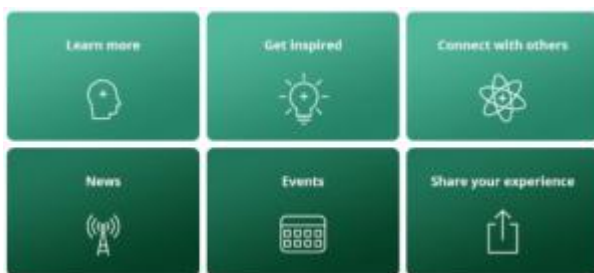 Learn more
Get inspired
Connect with others
News
Events
Share your experience